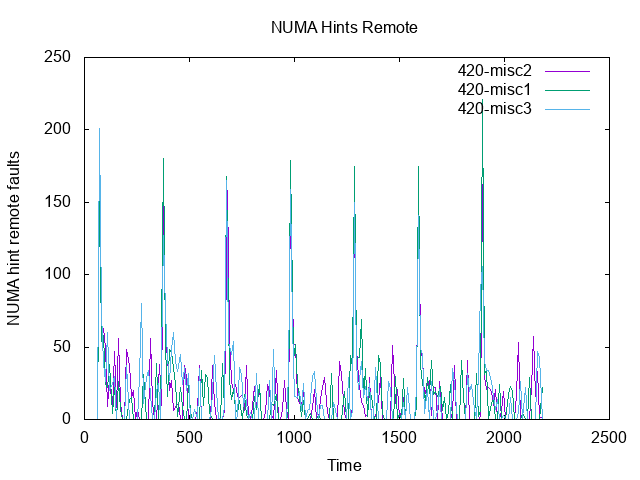 NUMA Hints Remote
250
200
150
100
50
0
NUMA hint remote faults
420-misc2
420-misc1
420-misc3
0 500 1000 1500 2000 2500
Time